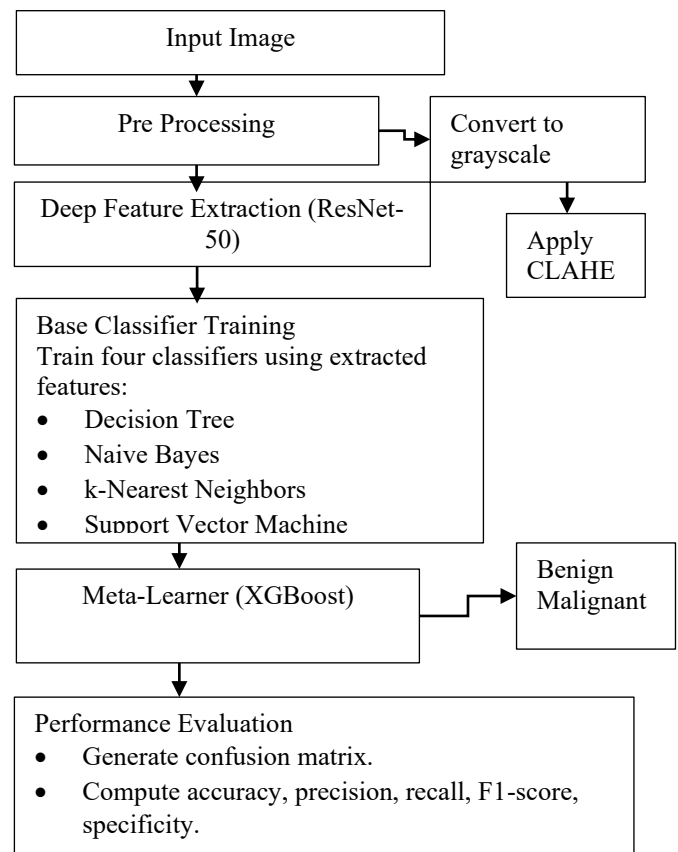 Input Image
Pre Processing
Convert to
grayscale
Deep Feature Extraction (ResNet-
50)
Apply
CLAHE
Base Classifier Training
Train four classifiers using extracted
features:
• Decision Tree
• Naive Bayes
• k-Nearest Neighbors
• Support Vector Machine
Meta-Learner (XGBoost)
Benign
Malignant
Performance Evaluation
• Generate confusion matrix.
• Compute accuracy, precision, recall, F1-score,
specificity.